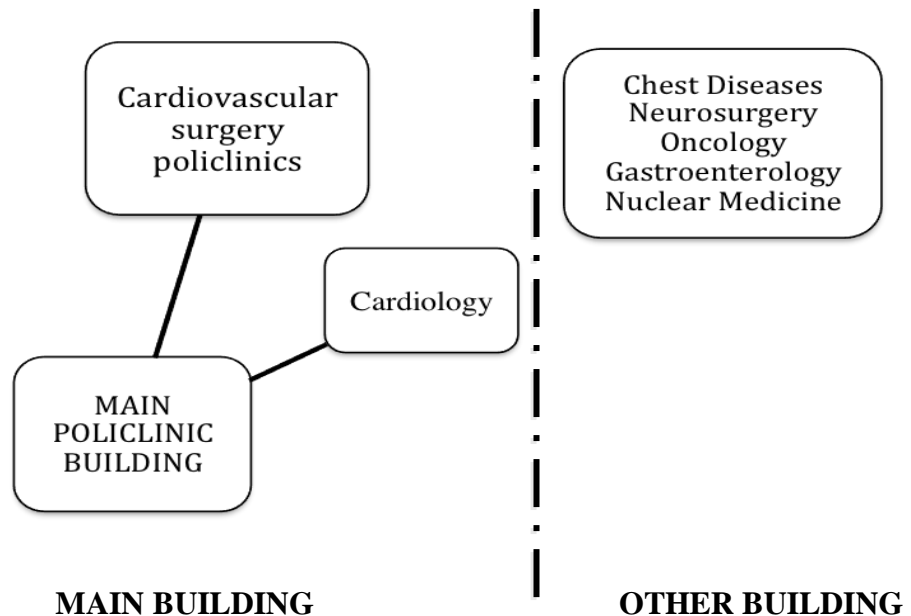 Cardiovascular
surgery
policlinics
Chest Diseases
Neurosurgery
Oncology
Gastroenterology
Nuclear Medicine
Cardiology
MAIN
POLICLINIC
BUILDING
MAIN BUILDING
OTHER BUILDING